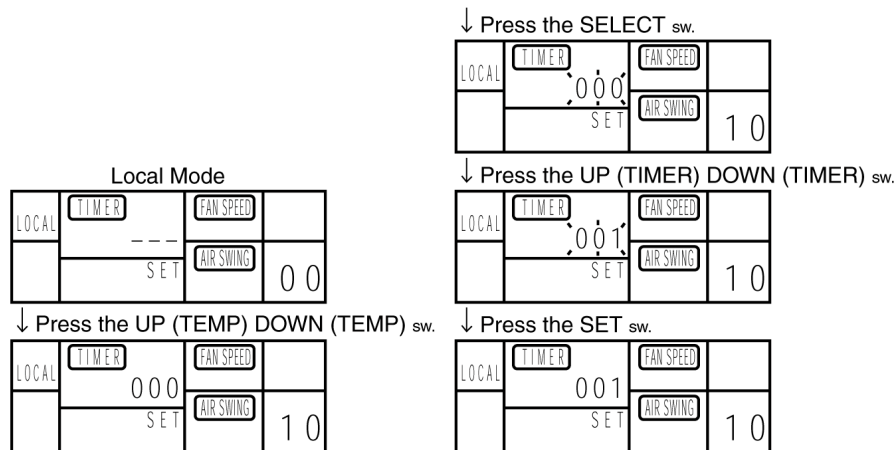 Local Mode
LOCAL TIMER FAN SPEED
---
SET AIR SWING 00
↓ Press the UP (TEMP) DOWN (TEMP) sw.
LOCAL TIMER FAN SPEED
000
SET AIR SWING 10
↓ Press the SELECT sw.
LOCAL TIMER FAN SPEED
000
SET AIR SWING 10
↓ Press the UP (TIMER) DOWN (TIMER) sw.
LOCAL TIMER FAN SPEED
001
SET AIR SWING 10
↓ Press the SET sw.
LOCAL TIMER FAN SPEED
001
SET AIR SWING 10